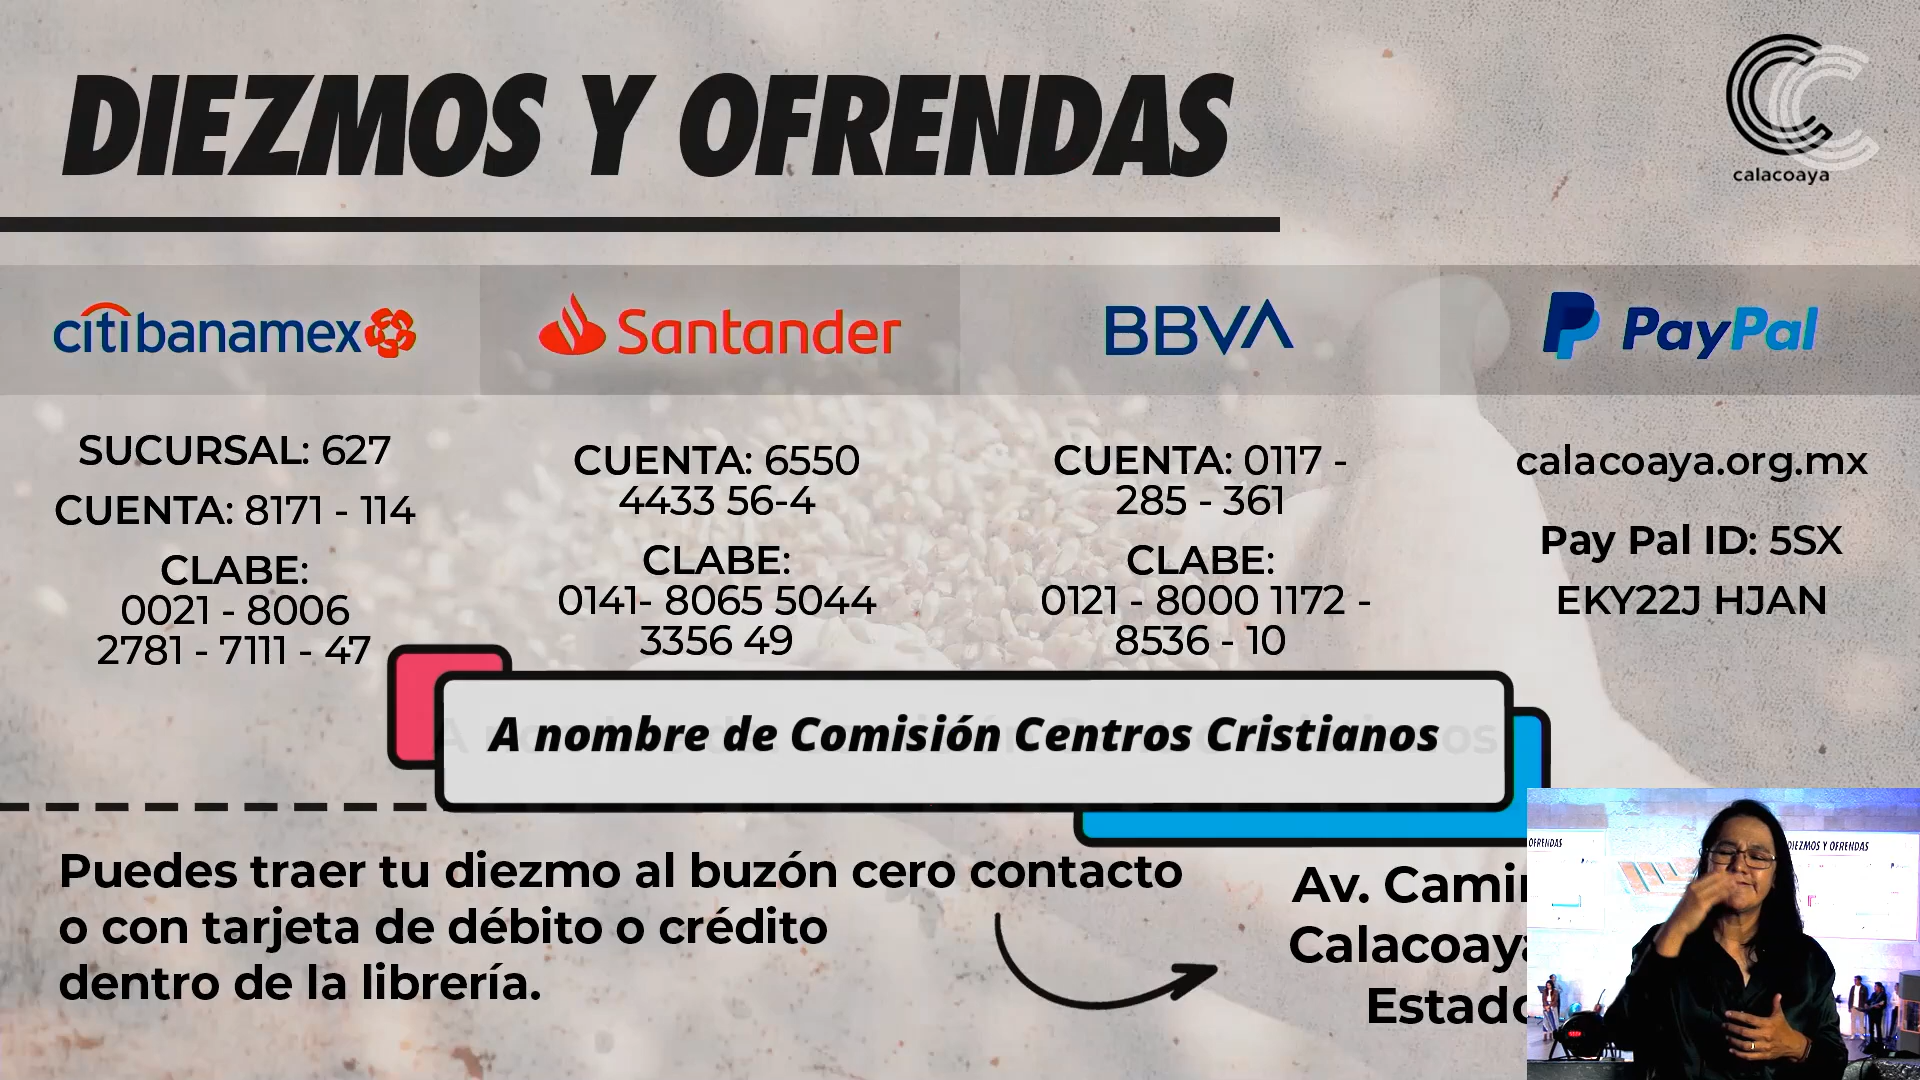 DIEZMOS Y OFRENDAS
calacoaya
citibanamex
Santander
BBVA
PayPal
SUCURSAL: 627
CUENTA: 8171 - 114
CLABE:
0021 - 8006
2781 - 7111 - 47
CUENTA: 6550
4433 56-4
CLABE:
0141- 8065 5044
3356 49
CUENTA: 0117 -
285 - 361
CLABE:
0121 - 8000 1172 -
8536 - 10
calacoaya.org.mx
Pay Pal ID: 5SX
EKY22J HJAN
A nombre de Comisión Centros Cristianos
Puedes traer tu diezmo al buzón cero contacto
o con tarjeta de débito o crédito
dentro de la librería.
Av.
OFRENDAS
DIEZMOS Y OFRENDAS